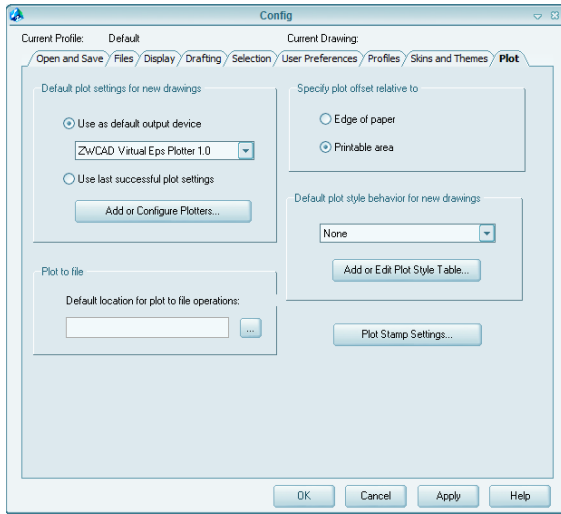 Config
Current Profile: Default Current Drawing:
Open and Save Files Display Drafting Selection User Preferences Profiles Skins and Themes Plot
Default plot settings for new drawings
Use as default output device
ZWCAD Virtual Eps Plotter 1.0
Use last successful plot settings
Add or Configure Plotters...
Plot to file
Default location for plot to file operations:
...
Specify plot offset relative to
Edge of paper
Printable area
Default plot style behavior for new drawings
None
Add or Edit Plot Style Table...
Plot Stamp Settings...
OK Cancel Apply Help